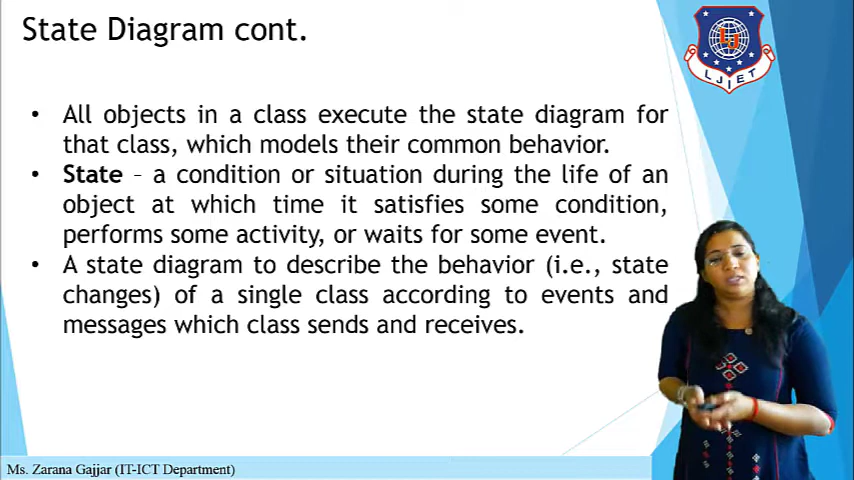 State Diagram cont.
LJIET
• All objects in a class execute the state diagram for
that class, which models their common behavior.
• State – a condition or situation during the life of an
object at which time it satisfies some condition,
performs some activity, or waits for some event.
• A state diagram to describe the behavior (i.e., state
changes) of a single class according to events and
messages which class sends and receives.
Ms. Zarana Gajjar (IT-ICT Department)